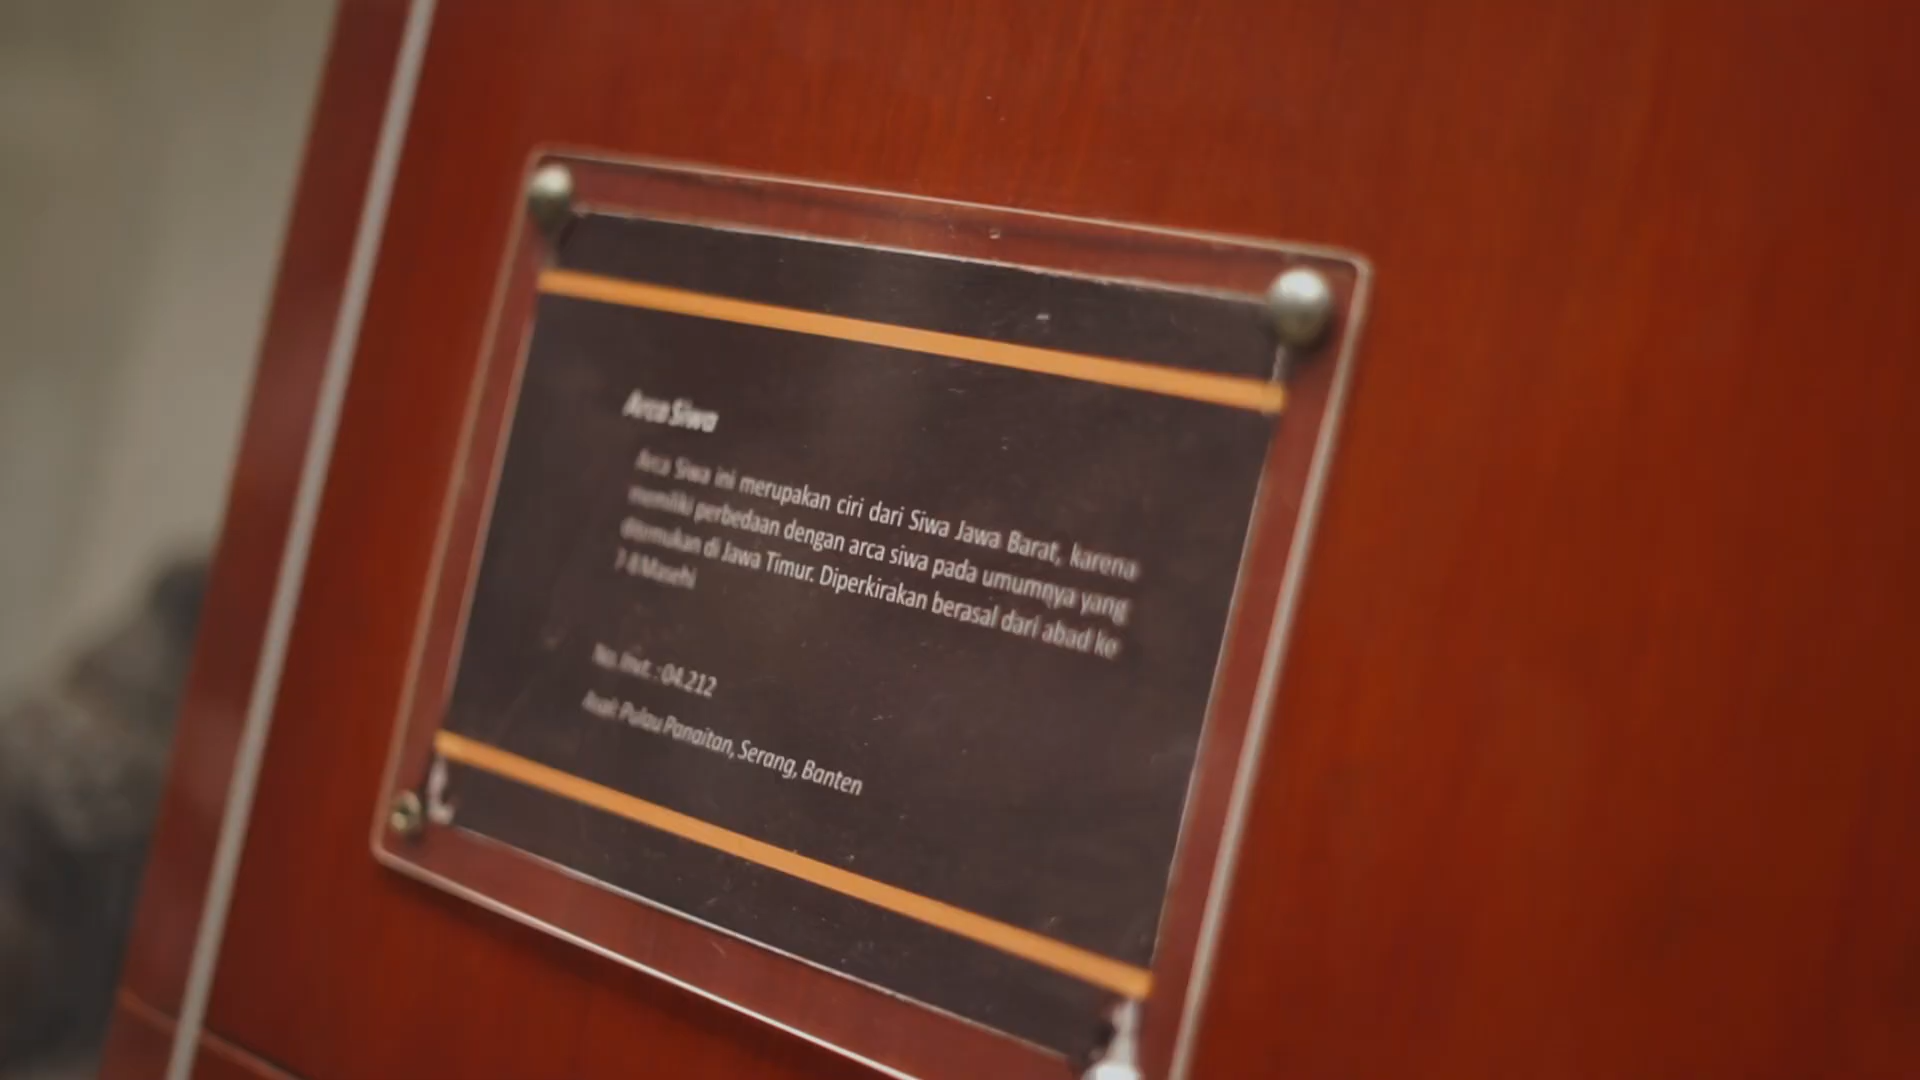 Arca Siwa
Arca Siwa ini merupakan ciri dari Siwa Jawa Barat, karena
memiliki perbedaan dengan arca siwa pada umumnya yang
ditemukan di Jawa Timur. Diperkirakan berasal dari abad ke
7-8 Masehi
No. Invt. : 04.212
Asal: Pulau Panaitan, Serang, Banten